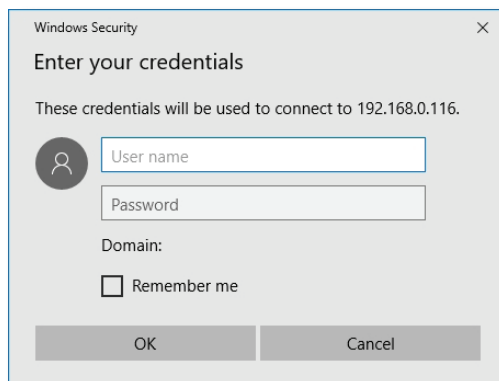 Windows Security
Enter your credentials
These credentials will be used to connect to 192.168.0.116.
User name
Password
Domain:
Remember me
OK
Cancel